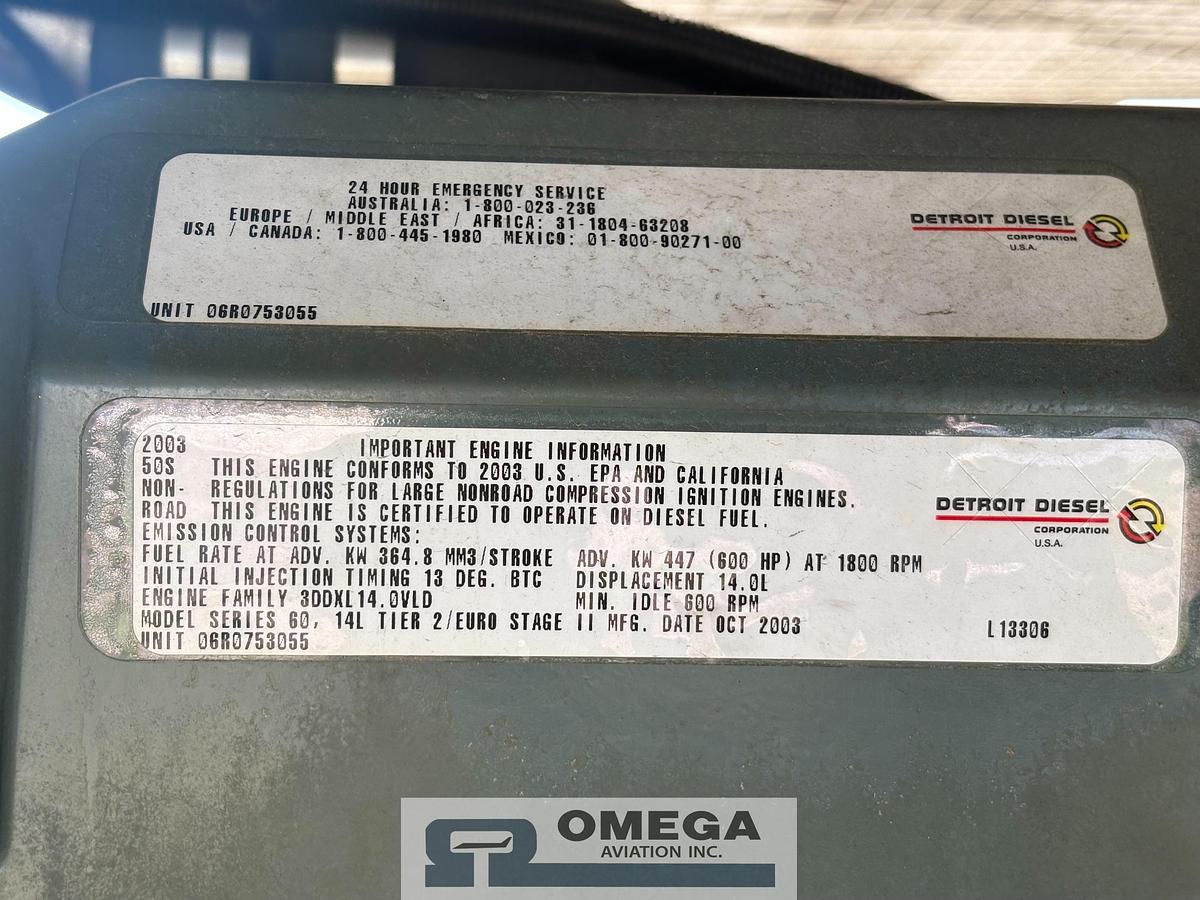 24 HOUR EMERGENCY SERVICE
AUSTRALIA: 1-800-023-236
EUROPE / MIDDLE EAST / AFRICA: 31-1804-63208
USA / CANADA: 1-800-445-1980 MEXICO: 01-800-90271-00
DETROIT DIESEL
CORPORATION
U.S.A.
UNIT 06R0753055
2003 IMPORTANT ENGINE INFORMATION
50S THIS ENGINE CONFORMS TO 2003 U.S. EPA AND CALIFORNIA
NON- REGULATIONS FOR LARGE NONROAD COMPRESSION IGNITION ENGINES.
ROAD THIS ENGINE IS CERTIFIED TO OPERATE ON DIESEL FUEL.
EMISSION CONTROL SYSTEMS:
FUEL RATE AT ADV. KW 364.8 MM3/STROKE ADV. KW 447 (600 HP) AT 1800 RPM
INITIAL INJECTION TIMING 13 DEG. BTC DISPLACEMENT 14.0L
ENGINE FAMILY 3DDXL14.0VLD MIN. IDLE 600 RPM
MODEL SERIES 60, 14L TIER 2/EURO STAGE II MFG. DATE OCT 2003 L13306
UNIT 06R0753055
DETROIT DIESEL
CORPORATION
U.S.A.
OMEGA
AVIATION INC.